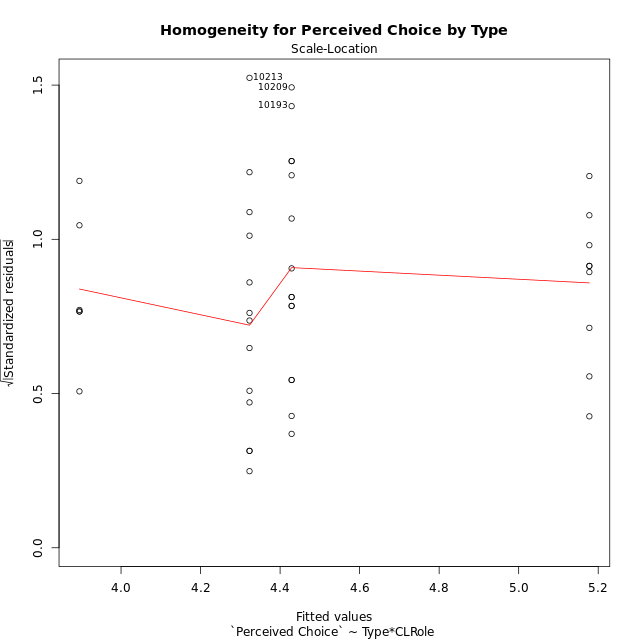 Homogeneity for Perceived Choice by Type
Scale-Location
10213
10209
10193
1.5
1.0
0.5
0.0
√|Standardized residuals|
4.0 4.2 4.4 4.6 4.8 5.0 5.2
Fitted values
`Perceived Choice` ~ Type*CLRole